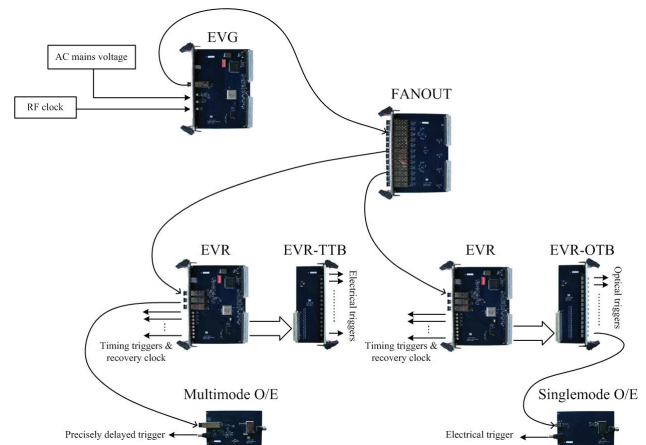 EVG
AC mains voltage
RF clock
FANOUT
EVR
EVR-TTB
EVR
EVR-OTB
Electrical triggers
Optical triggers
Timing triggers &
recovery clock
Timing triggers &
recovery clock
Multimode O/E
Singlemode O/E
Precisely delayed trigger
Electrical trigger